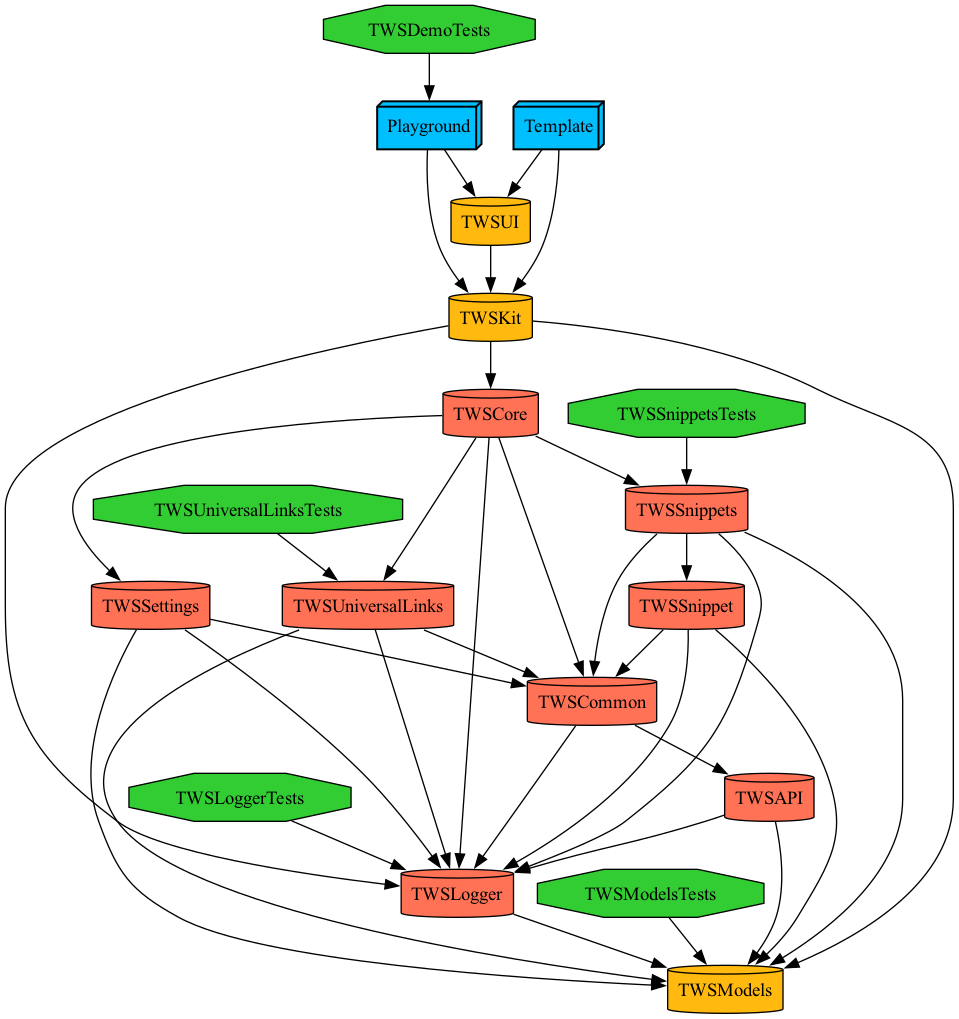 TWSDemoTests
Playground
Template
TWSUI
TWSKit
TWSCore
TWSSnippetsTests
TWSUniversalLinksTests
TWSSnippets
TWSSettings
TWSUniversalLinks
TWSSnippet
TWSCommon
TWSLoggerTests
TWSAPI
TWSLogger
TWSModelsTests
TWSModels